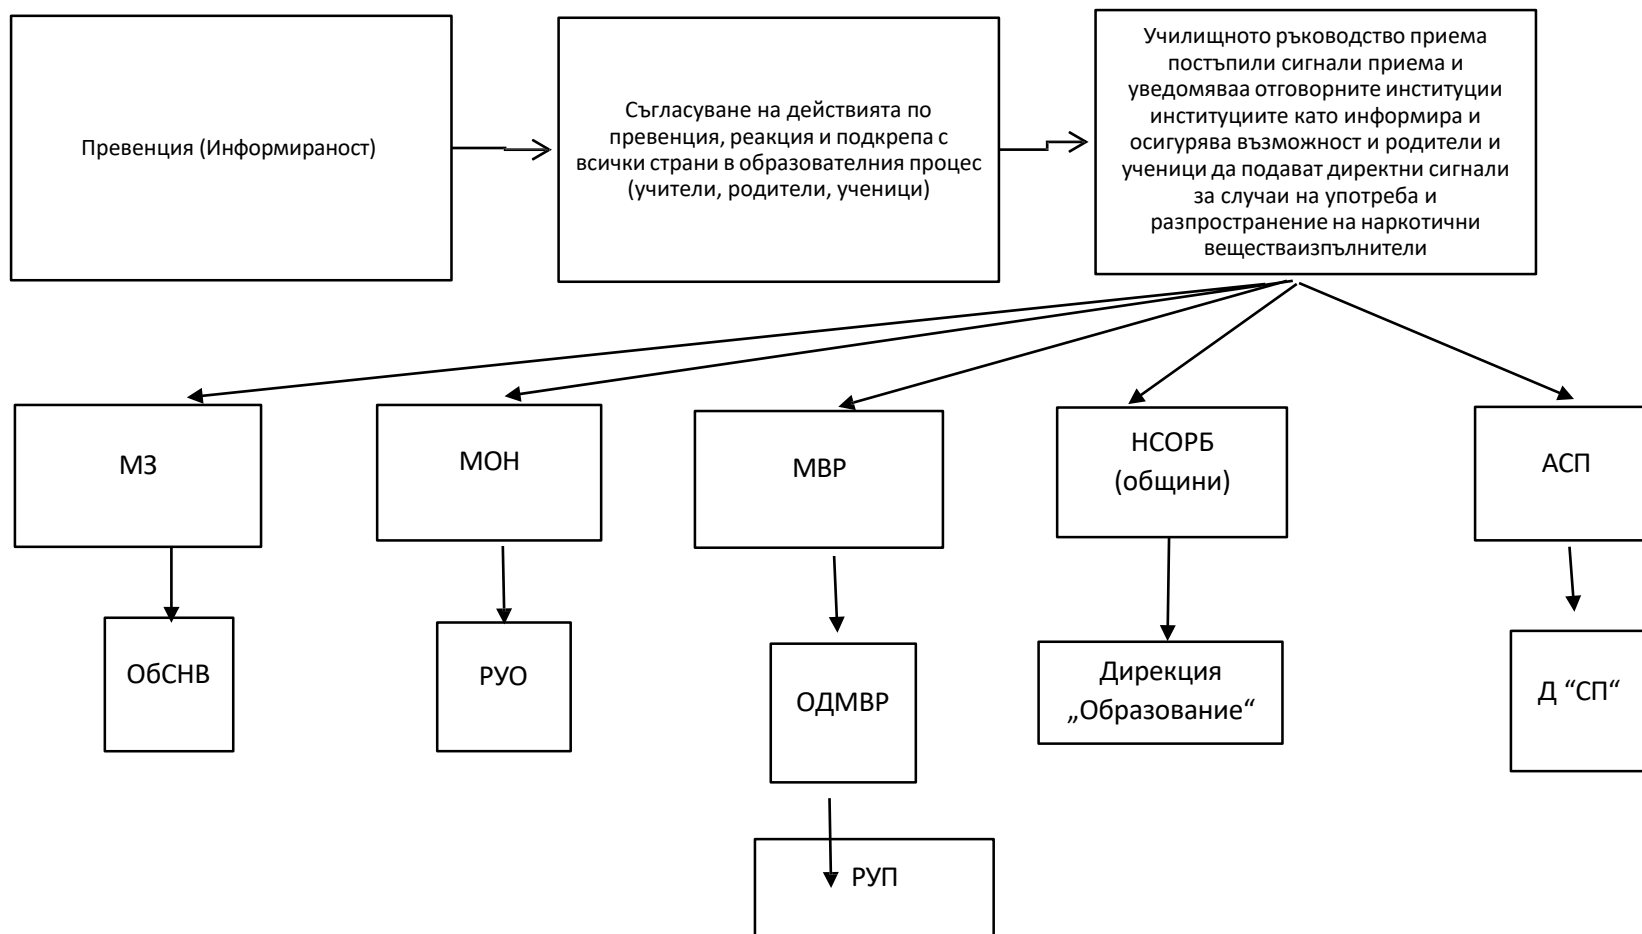 Превенция (Информираност)
Съгласуване на действията по
превенция, реакция и подкрепа с
всички страни в образователния процес
(учители, родители, ученици)
Училищното ръководство приема
постъпили сигнали приема и
уведомяваа отговорните институции
институциите като информира и
осигурява възможност и родители и
ученици да подават директни сигнали
за случаи на употреба и
разпространение на наркотични
веществаизпълнители
МЗ
МОН
МВР
НСОРБ
(общини)
АСП
ОбСНВ
РУО
ОДМВР
Дирекция
„Образование“
Д “СП“
РУП